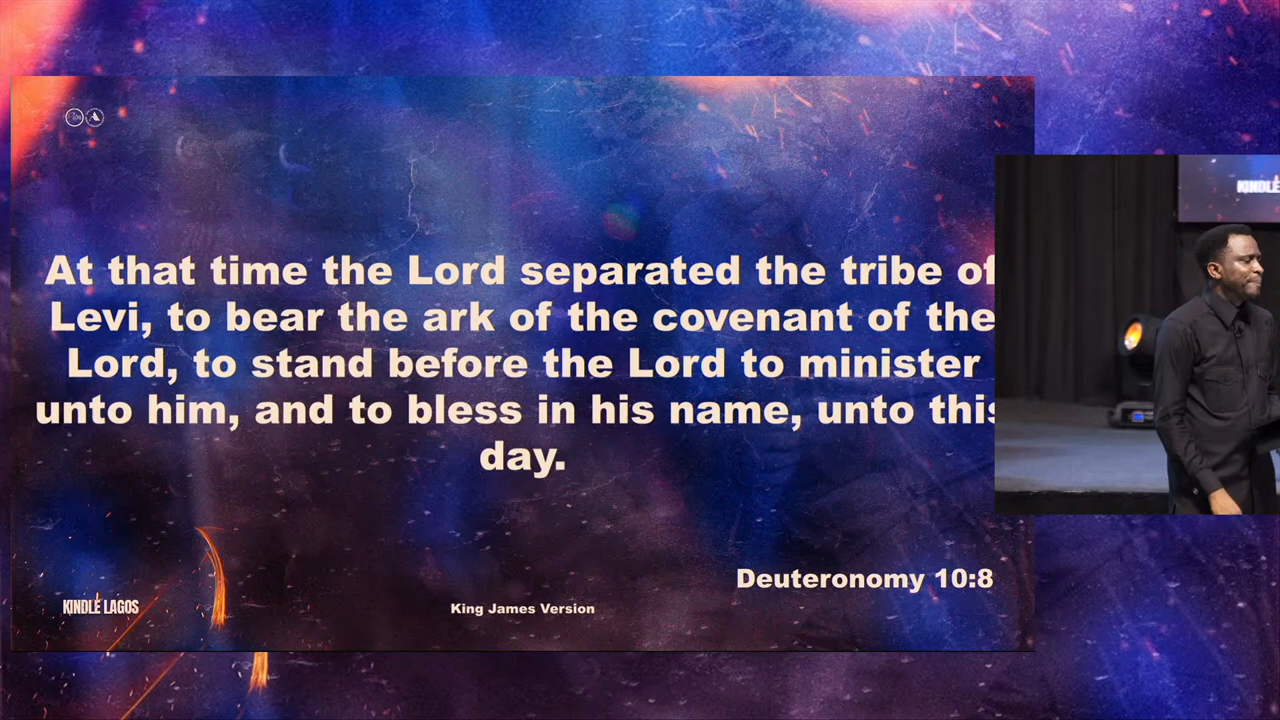 At that time the Lord separated the tribe of
Levi, to bear the ark of the covenant of the
Lord, to stand before the Lord to minister
unto him, and to bless in his name, unto this
day.
Deuteronomy 10:8
King James Version
KINDLE LAGOS
KINDLE